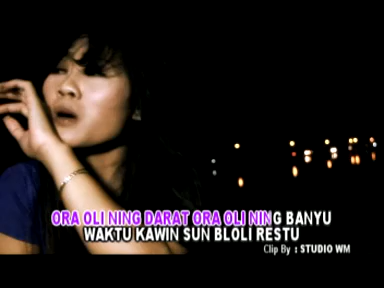 ORA OLI NING DARAT ORA OLI NING BANYU
WAKTU KAWIN SUN BLOLI RESTU
Clip By : STUDIO WM